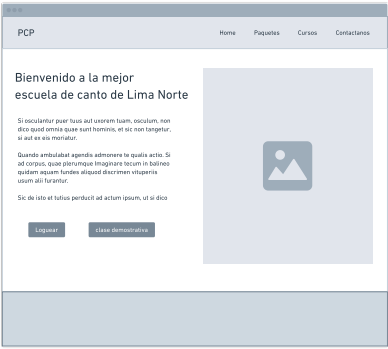 PCP
Home Paquetes Cursos Contactanos
Bienvenido a la mejor
escuela de canto de Lima Norte
Si osculantur puer tuus aut uxorem tuam, osculum, non
dico quod omnia quae sunt hominis, et sic non tangetur,
si aut ex eis moriatur.
Quando ambulabat agendis admonere te qualis actio. Si
ad corpus, quae plerumque Imaginare tecum in balineo
quidam aquam fundes aliquod discrimen vituperiis
usum alii furantur.
Sic de isto et tutius perducit ad actum ipsum, ut si dico
Loguear
clase demostrativa